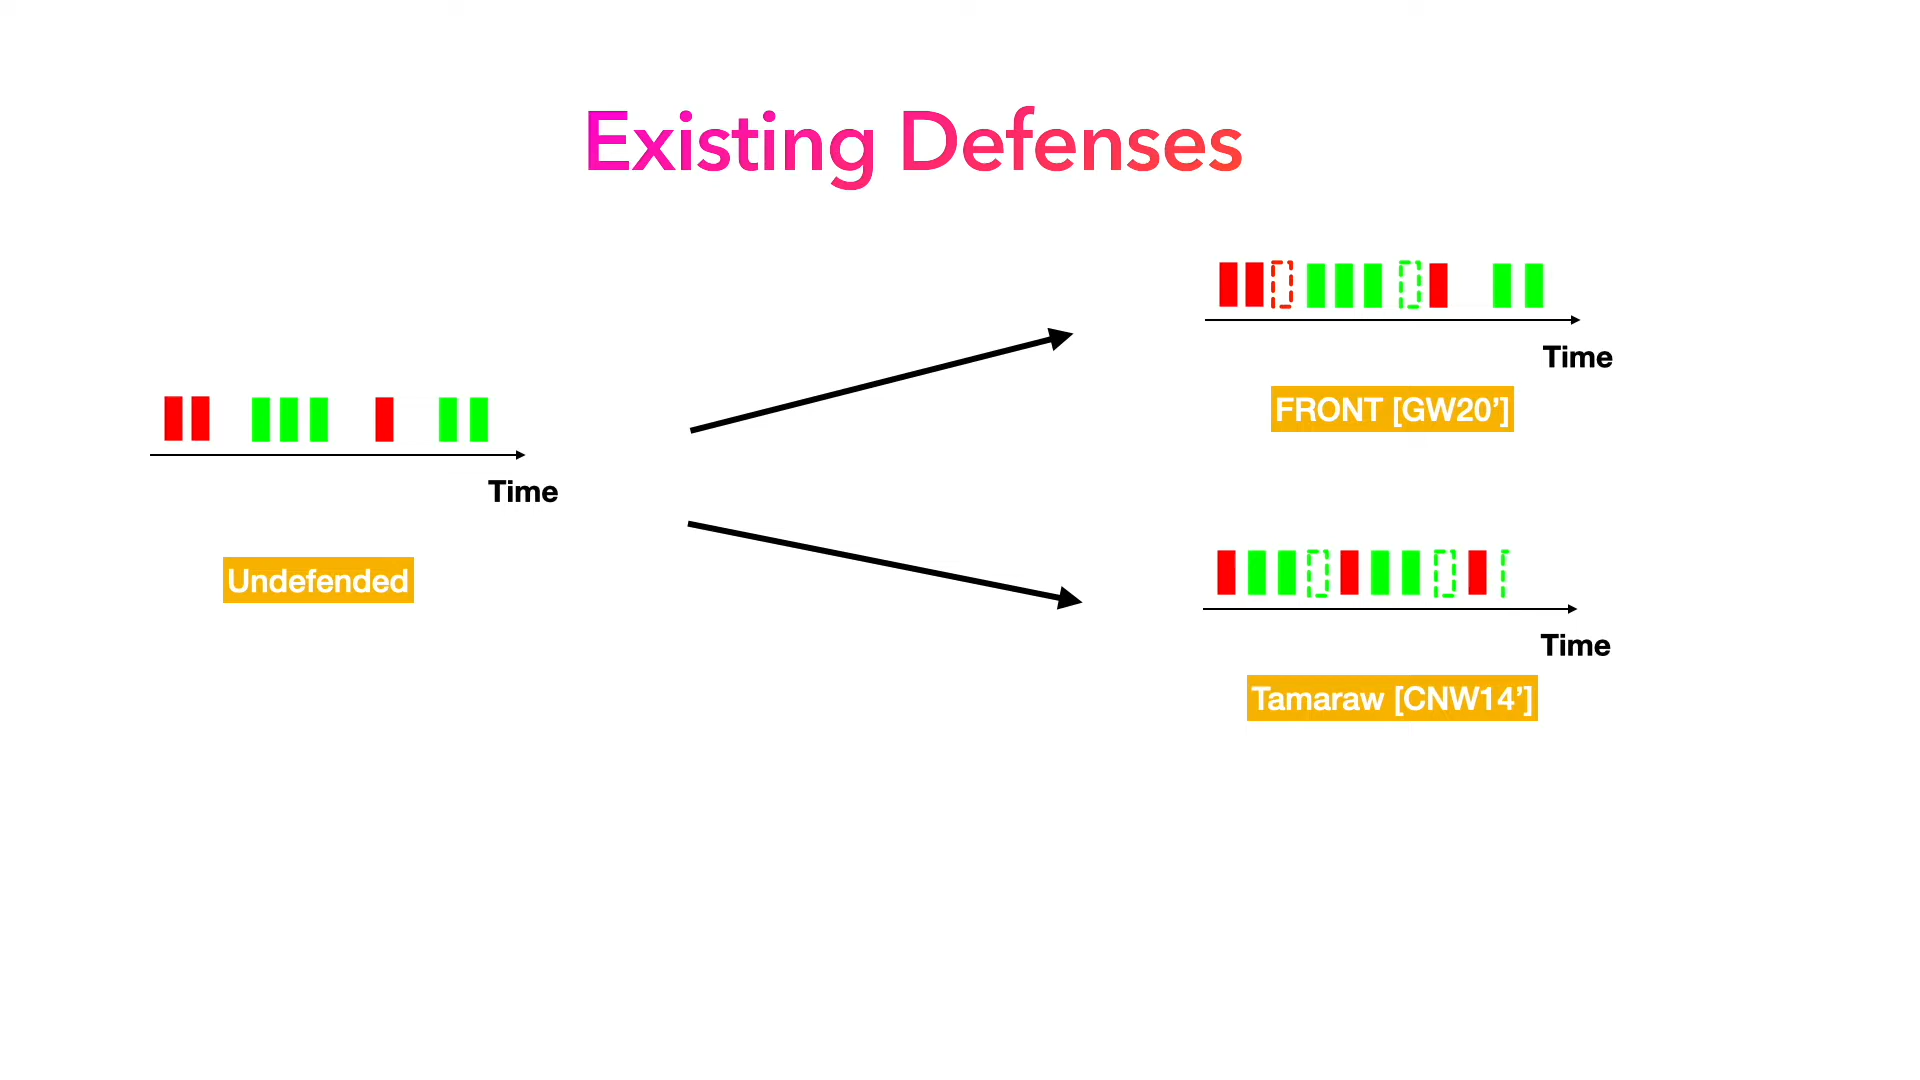 Existing Defenses
Time
Undefended
Time
FRONT [GW20’]
Time
Tamaraw [CNW14’]